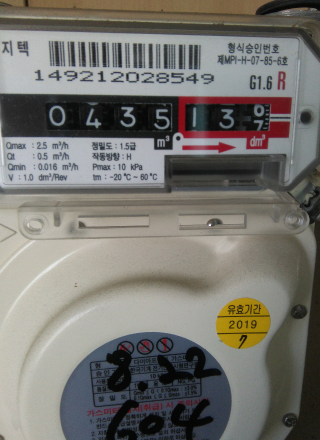 지텍
형식승인번호
제MPI-H-07-85-6호
149212028549
G1.6 R
0435 13
m³ dm³
Qmax : 2.5 m³/h 정밀도 : 1.5급
Qt : 0.5 m³/h 작동방향 : H
Qmin : 0.016 m³/h Pmax : 10 kPa
V : 1.0 dm³/Rev tm : -20 ℃ ~ 60 ℃
유효기간
2019
7
8.22
604